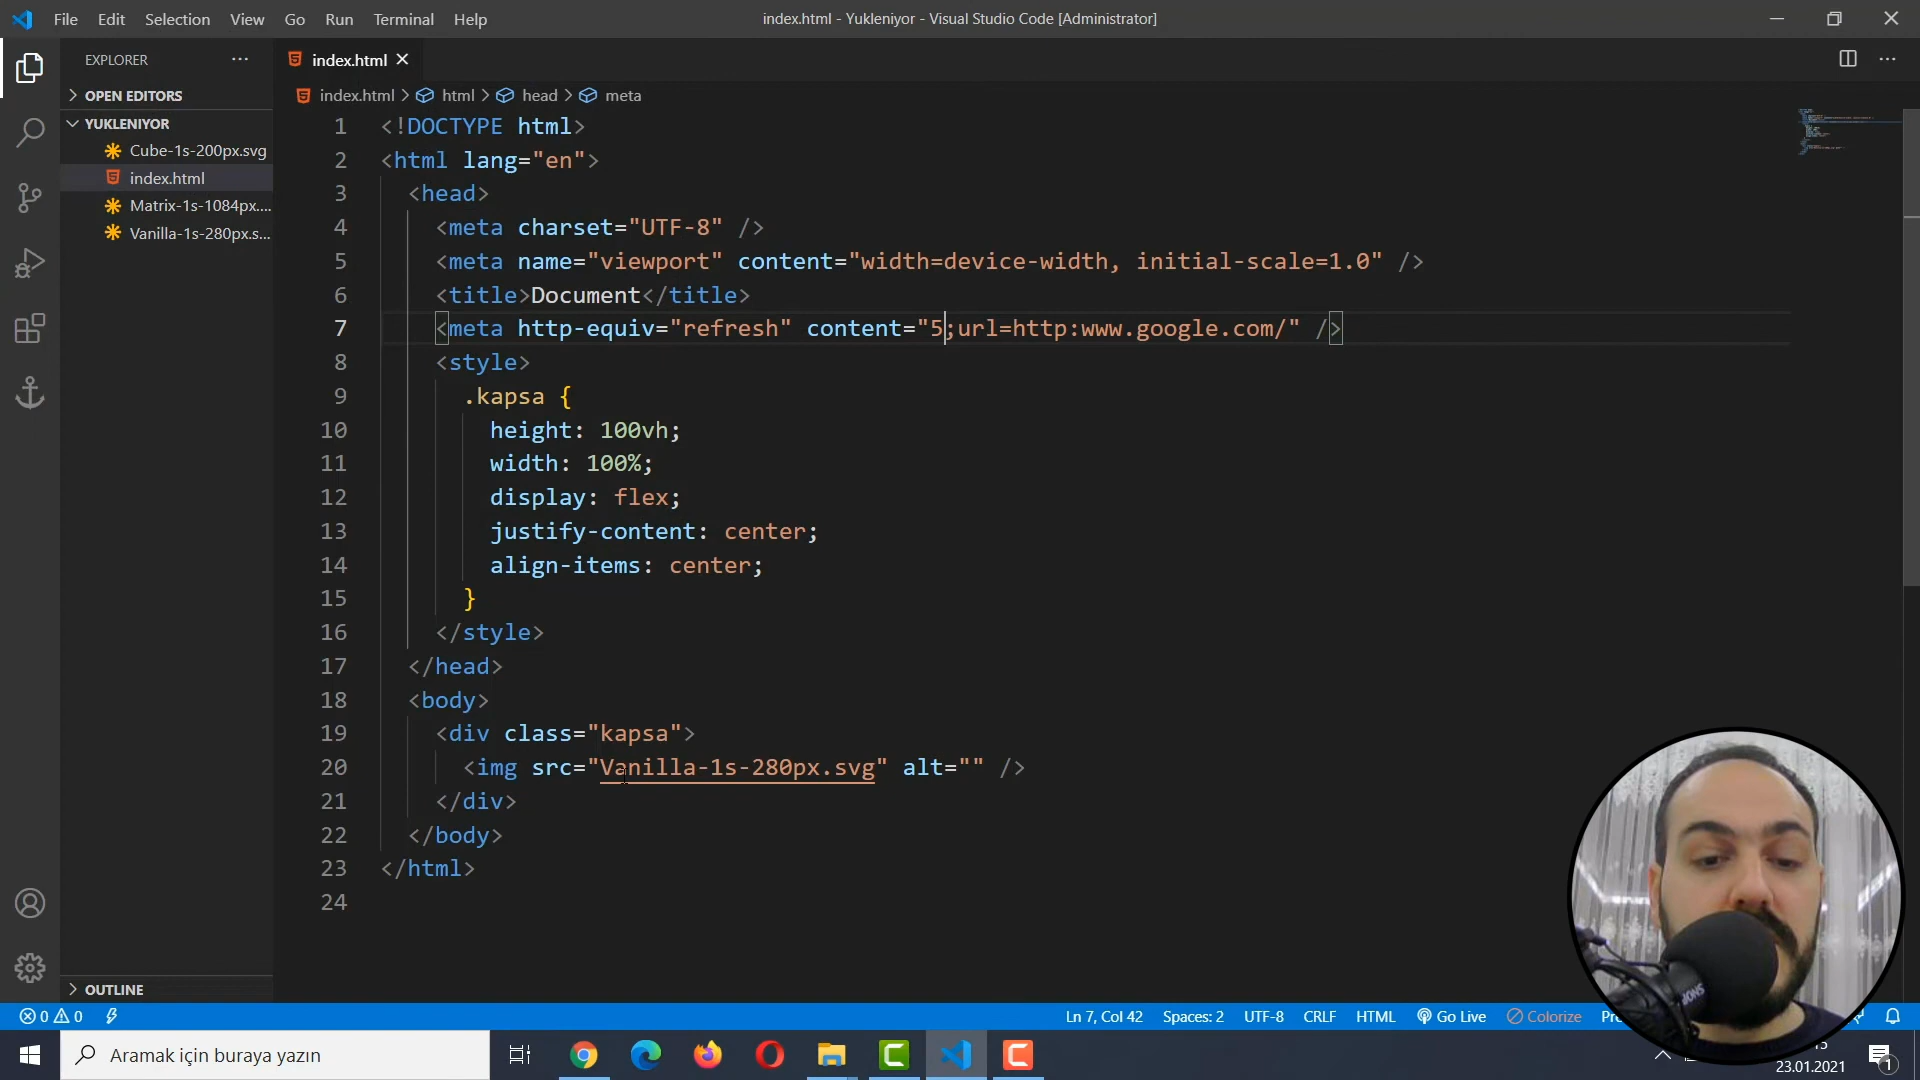 File Edit Selection View Go Run Terminal Help
index.html - Yukleniyor - Visual Studio Code [Administrator]
EXPLORER
OPEN EDITORS
YUKLENIYOR
Cube-1s-200px.svg
index.html
Matrix-1s-1084px....
Vanilla-1s-280px.s...
OUTLINE
index.html
index.html > html > head > meta
1 <!DOCTYPE html>
2 <html lang="en">
3 <head>
4 <meta charset="UTF-8" />
5 <meta name="viewport" content="width=device-width, initial-scale=1.0" />
6 <title>Document</title>
7 <meta http-equiv="refresh" content="5;url=http:www.google.com/" />
8 <style>
9 .kapsa {
10 height: 100vh;
11 width: 100%;
12 display: flex;
13 justify-content: center;
14 align-items: center;
15 }
16 </style>
17 </head>
18 <body>
19 <div class="kapsa">
20 <img src="Vanilla-1s-280px.svg" alt="" />
21 </div>
22 </body>
23 </html>
24
0 0 Ln 7, Col 42 Spaces: 2 UTF-8 CRLF HTML Go Live Colorize
Aramak için buraya yazın
23.01.2021
1